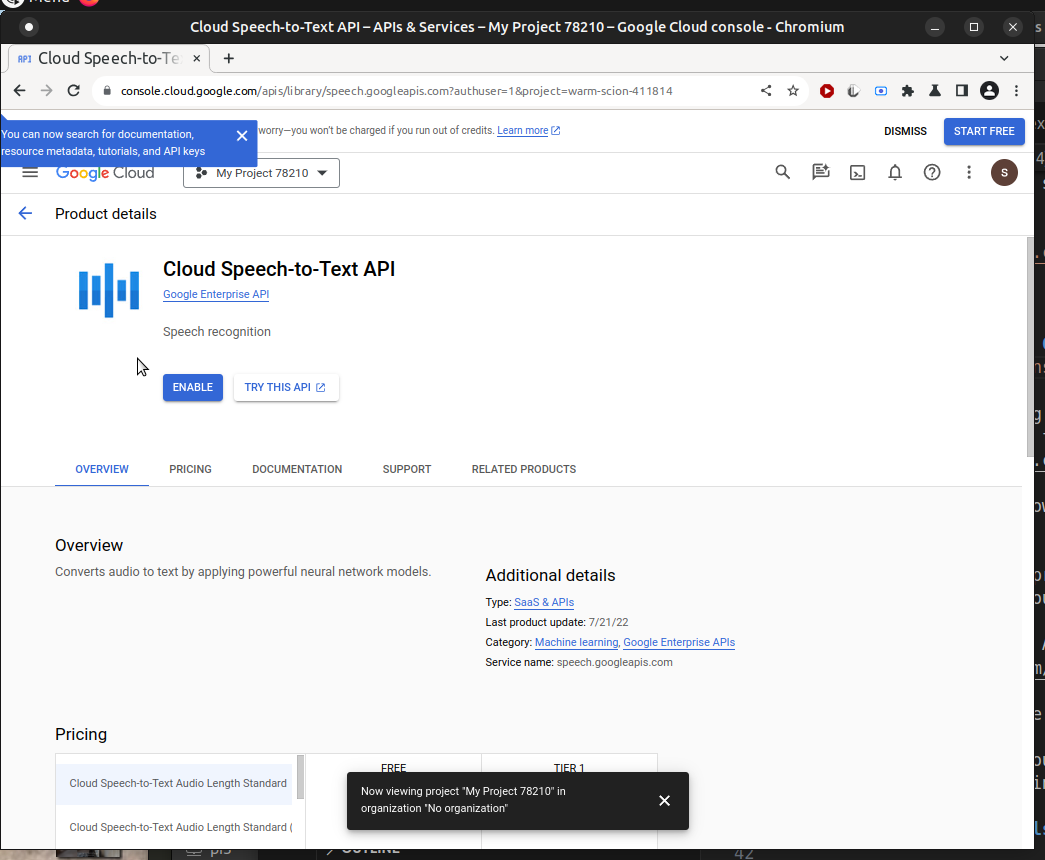 Menu
Cloud Speech-to-Text API – APIs & Services – My Project 78210 – Google Cloud console - Chromium
API Cloud Speech-to-Te
console.cloud.google.com/apis/library/speech.googleapis.com?authuser=1&project=warm-scion-411814
You can now search for documentation,
resource metadata, tutorials, and API keys
worry—you won't be charged if you run out of credits. Learn more
DISMISS
START FREE
Google Cloud
My Project 78210
S
Product details
Cloud Speech-to-Text API
Google Enterprise API
Speech recognition
ENABLE
TRY THIS API
OVERVIEW
PRICING
DOCUMENTATION
SUPPORT
RELATED PRODUCTS
Overview
Converts audio to text by applying powerful neural network models.
Additional details
Type: SaaS & APIs
Last product update: 7/21/22
Category: Machine learning, Google Enterprise APIs
Service name: speech.googleapis.com
Pricing
FREE
TIER 1
Cloud Speech-to-Text Audio Length Standard
Cloud Speech-to-Text Audio Length Standard (
Now viewing project "My Project 78210" in
organization "No organization"
OUTLINE
42